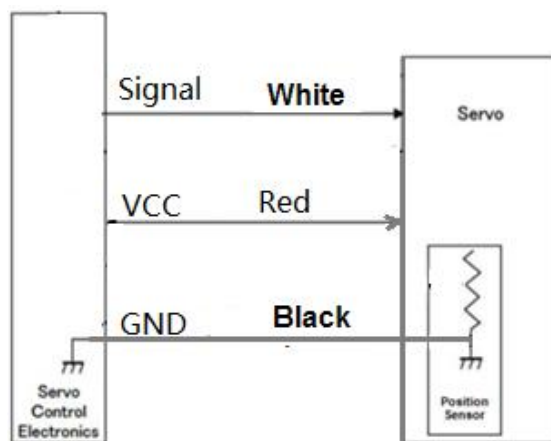 Signal White
Servo
VCC Red
GND Black
Servo
Control
Electronics
Position
Sensor